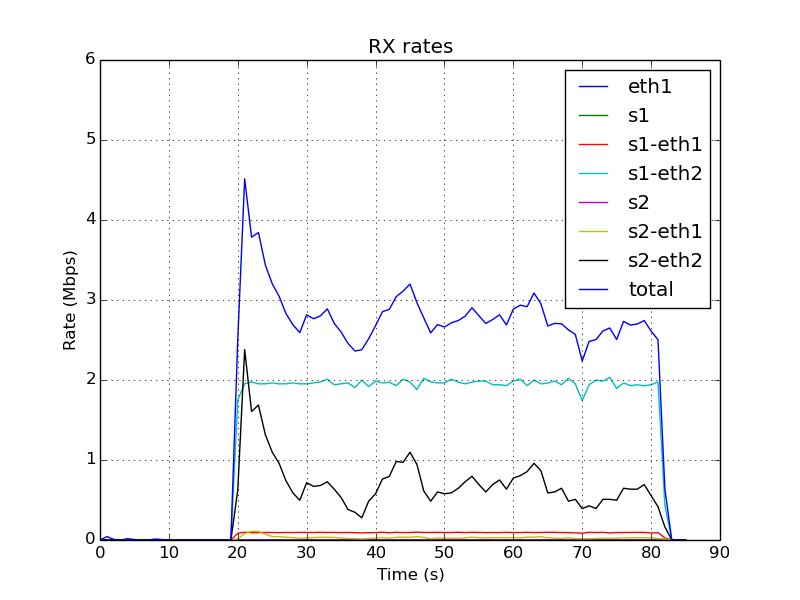 RX rates
6
5
4
3
2
1
0
Rate (Mbps)
eth1
s1
s1-eth1
s1-eth2
s2
s2-eth1
s2-eth2
total
0 10 20 30 40 50 60 70 80 90
Time (s)